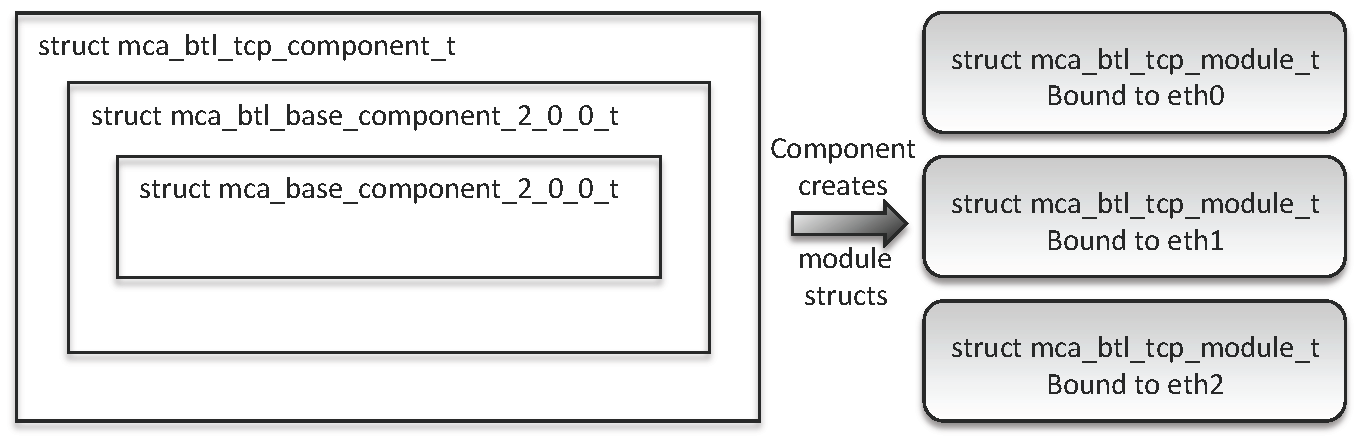 struct mca_btl_tcp_component_t
struct mca_btl_base_component_2_0_0_t
struct mca_base_component_2_0_0_t
Component
creates
module
structs
struct mca_btl_tcp_module_t
Bound to eth0
struct mca_btl_tcp_module_t
Bound to eth1
struct mca_btl_tcp_module_t
Bound to eth2